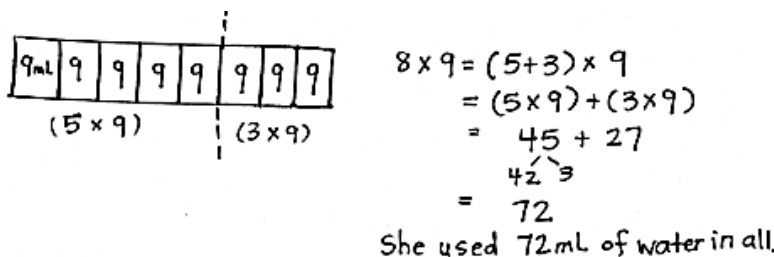 9mL 9 9 9 9 9 9 9
(5 × 9) (3 × 9)
8 × 9 = (5+3) × 9
= (5 × 9) + (3 × 9)
= 45 + 27
42 3
= 72
She used 72mL of water in all.